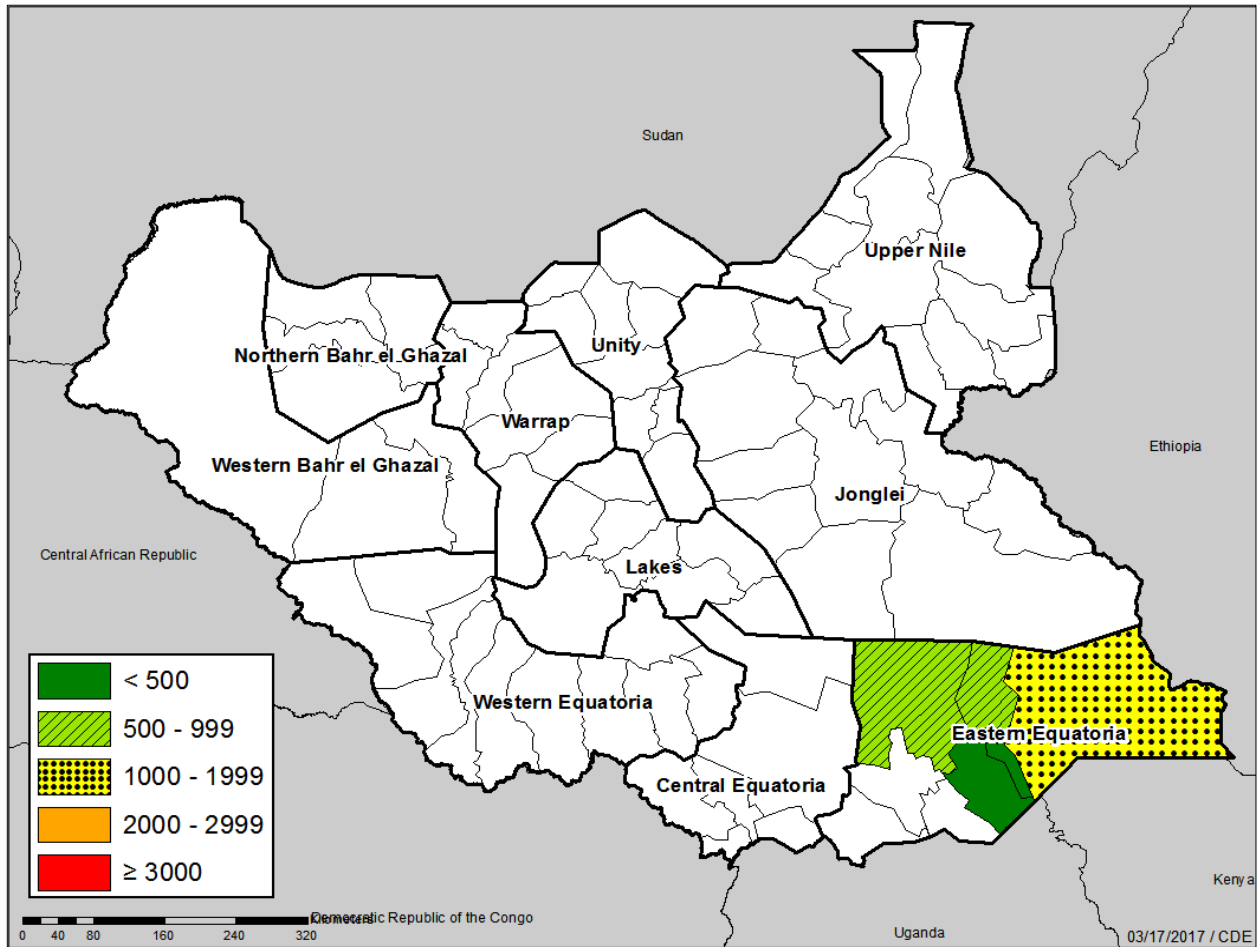 Sudan
Upper Nile
Northern Bahr el Ghazal
Unity
Warrap
Ethiopia
Western Bahr el Ghazal
Jonglei
Central African Republic
Lakes
Western Equatoria
Eastern Equatoria
Central Equatoria
< 500
500 - 999
1000 - 1999
2000 - 2999
≥ 3000
Kenya
Kilometers
Democratic Republic of the Congo
0 40 80 160 240 320
Uganda
03/17/2017 / CDE